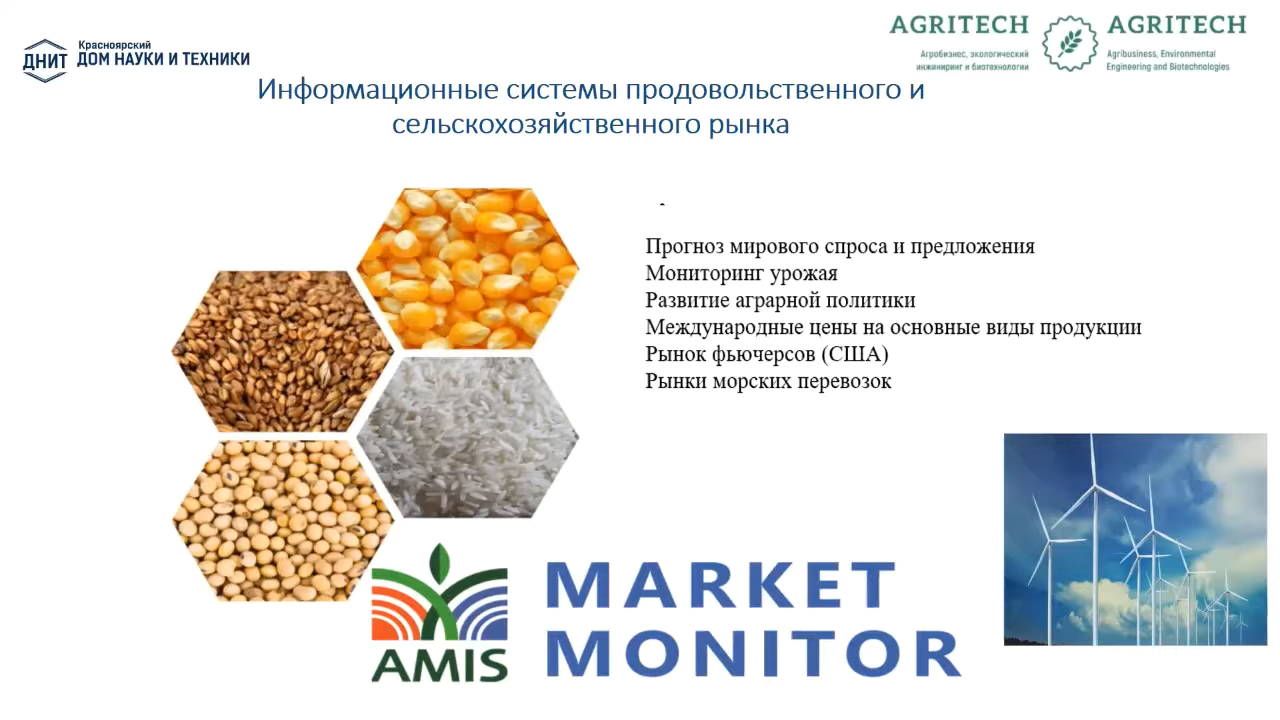 Красноярский
ДНИТ ДОМ НАУКИ И ТЕХНИКИ
AGRITECH
Агробизнес, экологический
инжиниринг и биотехнологии
AGRITECH
Agribusiness, Environmental
Engineering and Biotechnologies
Информационные системы продовольственного и
сельскохозяйственного рынка
Прогноз мирового спроса и предложения
Мониторинг урожая
Развитие аграрной политики
Международные цены на основные виды продукции
Рынок фьючерсов (США)
Рынки морских перевозок
AMIS
MARKET
MONITOR